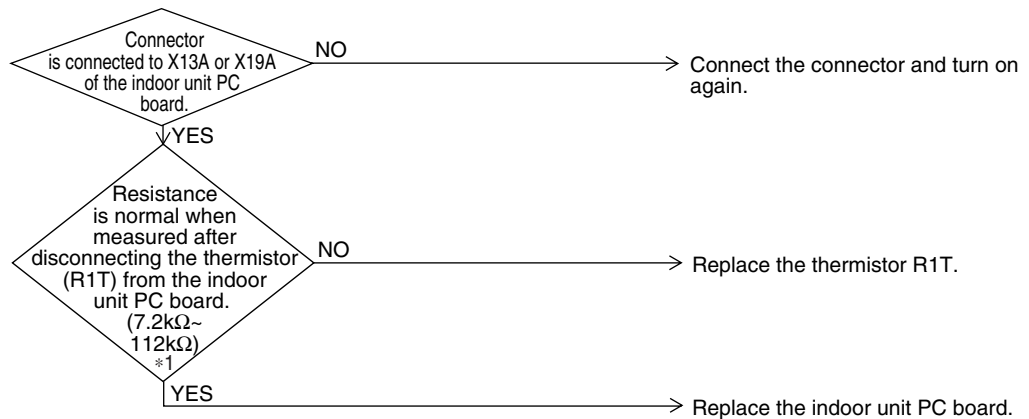 Connector
is connected to X13A or X19A
of the indoor unit PC
board.
NO
Connect the connector and turn on
again.
YES
Resistance
is normal when
measured after
disconnecting the thermistor
(R1T) from the indoor
unit PC board.
(7.2kΩ~
112kΩ)
*1
NO
Replace the thermistor R1T.
YES
Replace the indoor unit PC board.